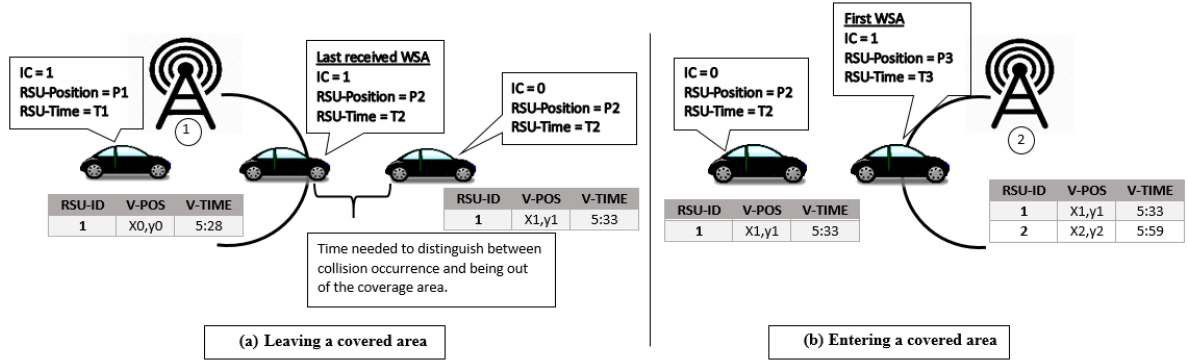 IC = 1
RSU-Position = P1
RSU-Time = T1
1
Last received WSA
IC = 1
RSU-Position = P2
RSU-Time = T2
IC = 0
RSU-Position = P2
RSU-Time = T2
RSU-ID V-POS V-TIME
1 X0,y0 5:28
RSU-ID V-POS V-TIME
1 X1,y1 5:33
Time needed to distinguish between
collision occurrence and being out
of the coverage area.
(a) Leaving a covered area
IC = 0
RSU-Position = P2
RSU-Time = T2
First WSA
IC = 1
RSU-Position = P3
RSU-Time = T3
2
RSU-ID V-POS V-TIME
1 X1,y1 5:33
RSU-ID V-POS V-TIME
1 X1,y1 5:33
2 X2,y2 5:59
(b) Entering a covered area